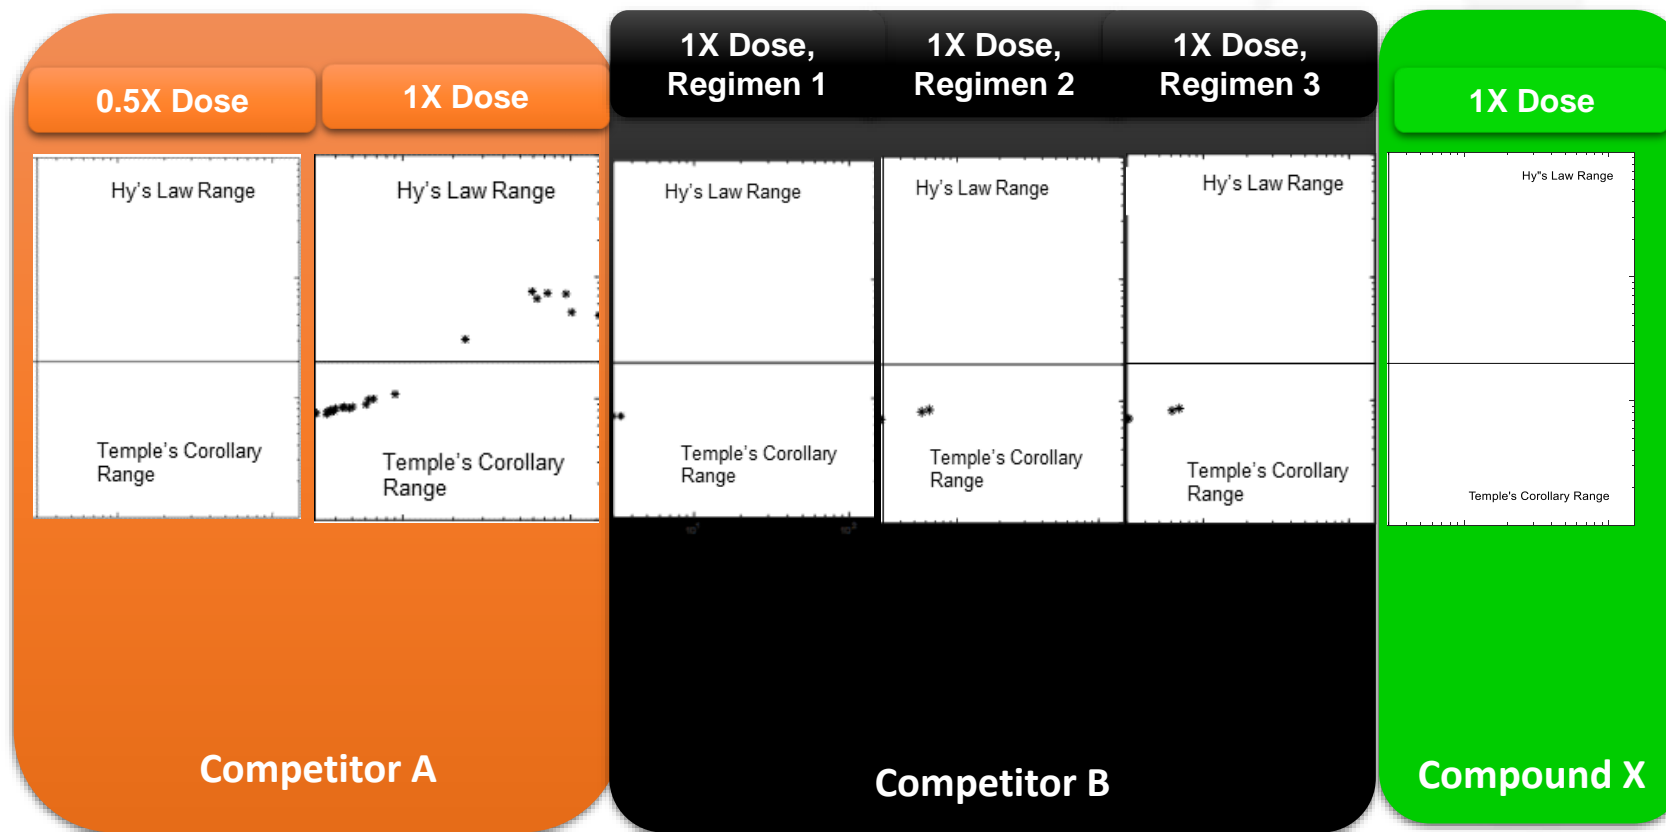 0.5X Dose
1X Dose
1X Dose,
Regimen 1
1X Dose,
Regimen 2
1X Dose,
Regimen 3
1X Dose
Hy's Law Range
Temple's Corollary
Range
Hy's Law Range
Temple's Corollary
Range
Hy's Law Range
Temple's Corollary
Range
Hy's Law Range
Temple's Corollary
Range
Hy's Law Range
Temple's Corollary
Range
Hy"s Law Range
Temple's Corollary Range
Competitor A
Competitor B
Compound X